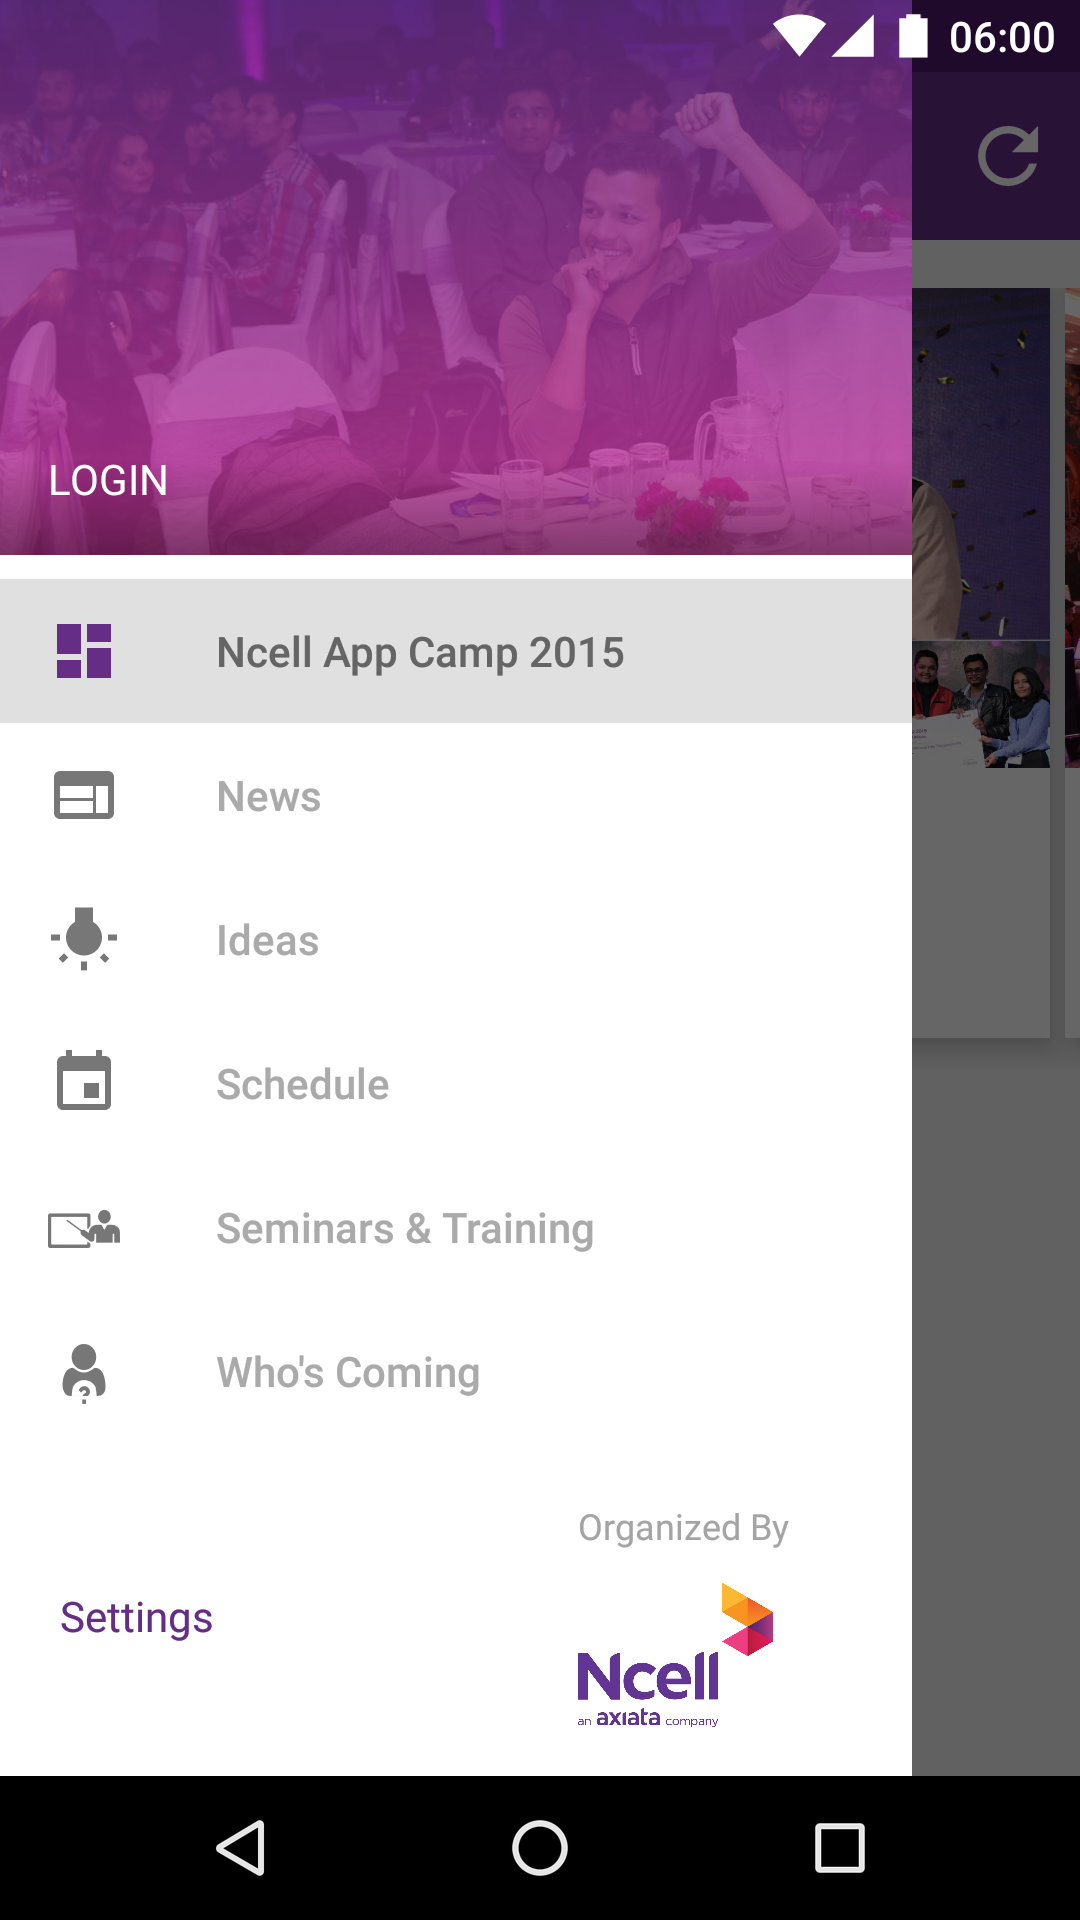 06:00
LOGIN
Ncell App Camp 2015
News
Ideas
Schedule
Seminars & Training
Who's Coming
Organized By
Settings
Ncell
an axiata company